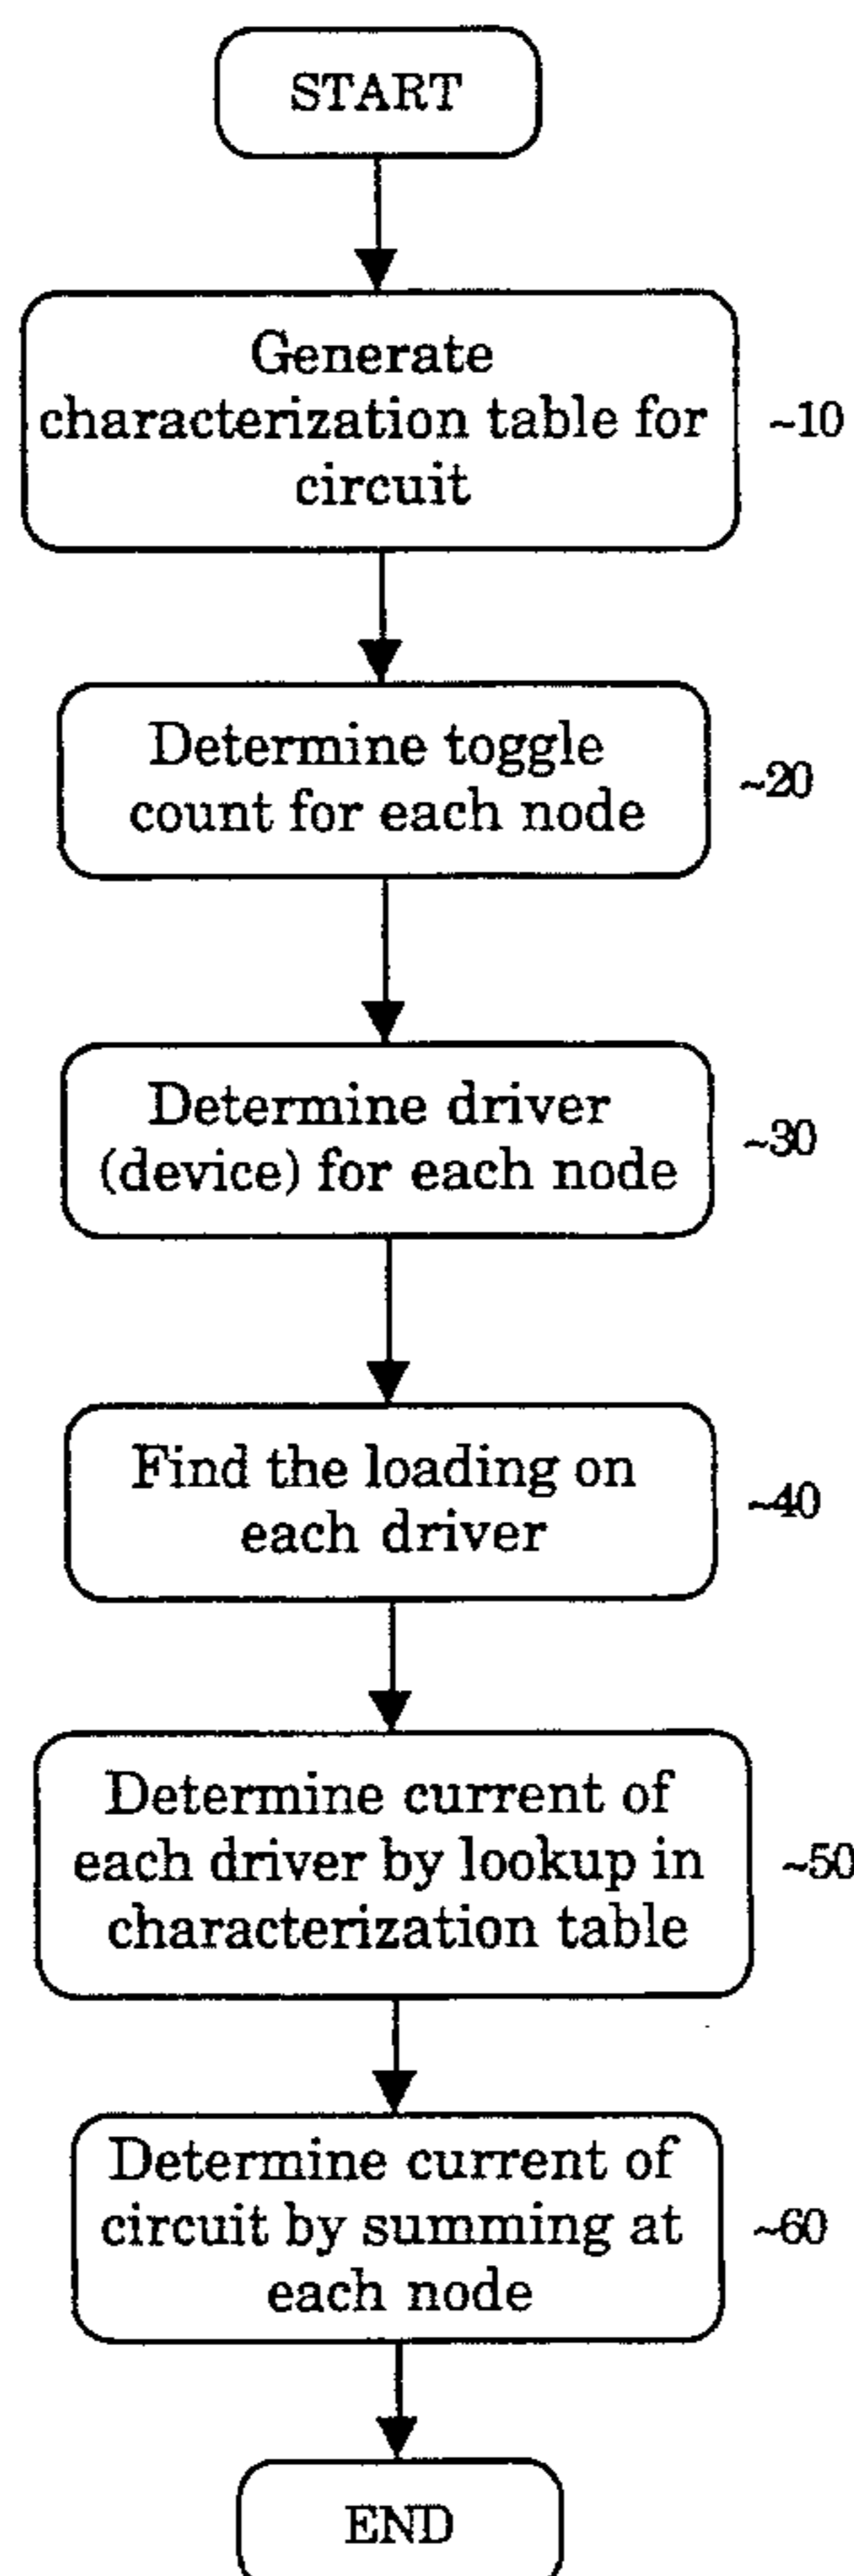 START
Generate
characterization table for
circuit
~10
Determine toggle
count for each node
~20
Determine driver
(device) for each node
~30
Find the loading on
each driver
~40
Determine current of
each driver by lookup in
characterization table
~50
Determine current of
circuit by summing at
each node
~60
END